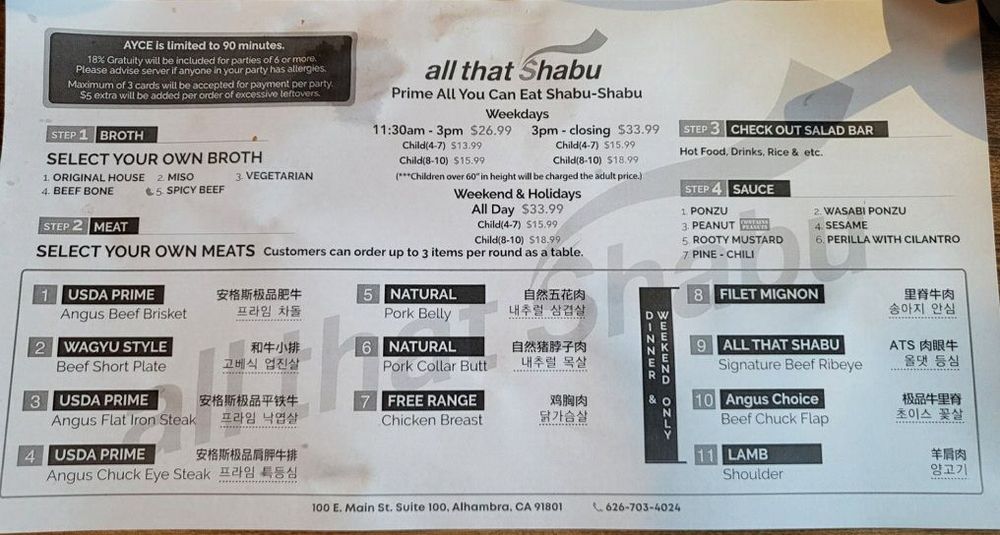 AYCE is limited to 90 minutes.
18% Gratuity will be included for parties of 6 or more.
Please advise server if anyone in your party has allergies.
Maximum of 3 cards will be accepted for payment per party.
$5 extra will be added per order of excessive leftovers.
all that Shabu
Prime All You Can Eat Shabu-Shabu
Weekdays
11:30am - 3pm $26.99 3pm - closing $33.99
Child(4-7) $13.99 Child(4-7) $15.99
Child(8-10) $15.99 Child(8-10) $18.99
(***Children over 60" in height will be charged the adult price.)
Weekend & Holidays
All Day $33.99
Child(4-7) $15.99
Child(8-10) $18.99
STEP 1 BROTH
SELECT YOUR OWN BROTH
1. ORIGINAL HOUSE 2. MISO 3. VEGETARIAN
4. BEEF BONE 5. SPICY BEEF
STEP 2 MEAT
SELECT YOUR OWN MEATS Customers can order up to 3 items per round as a table.
STEP 3 CHECK OUT SALAD BAR
Hot Food, Drinks, Rice & etc.
STEP 4 SAUCE
1. PONZU 2. WASABI PONZU
3. PEANUT CONTAINS PEANUTS 4. SESAME
5. ROOTY MUSTARD 6. PERILLA WITH CILANTRO
7. PINE - CHILI
1 USDA PRIME 安格斯极品肥牛
Angus Beef Brisket 프라임 차돌
2 WAGYU STYLE 和牛小排
Beef Short Plate 고베식 업진살
3 USDA PRIME 安格斯极品平铁牛
Angus Flat Iron Steak 프라임 낙엽살
4 USDA PRIME 安格斯极品肩胛牛排
Angus Chuck Eye Steak 프라임 특등심
5 NATURAL 自然五花肉
Pork Belly 내추럴 삼겹살
6 NATURAL 自然猪脖子肉
Pork Collar Butt 내추럴 목살
7 FREE RANGE 鸡胸肉
Chicken Breast 닭가슴살
DINNER &
WEEKEND ONLY
8 FILET MIGNON 里脊牛肉
송아지 안심
9 ALL THAT SHABU ATS 肉眼牛
Signature Beef Ribeye 올댓 등심
10 Angus Choice 极品牛里脊
Beef Chuck Flap 초이스 꽃살
11 LAMB 羊肩肉
Shoulder 양고기
all that Shabu
100 E. Main St. Suite 100, Alhambra, CA 91801 626-703-4024